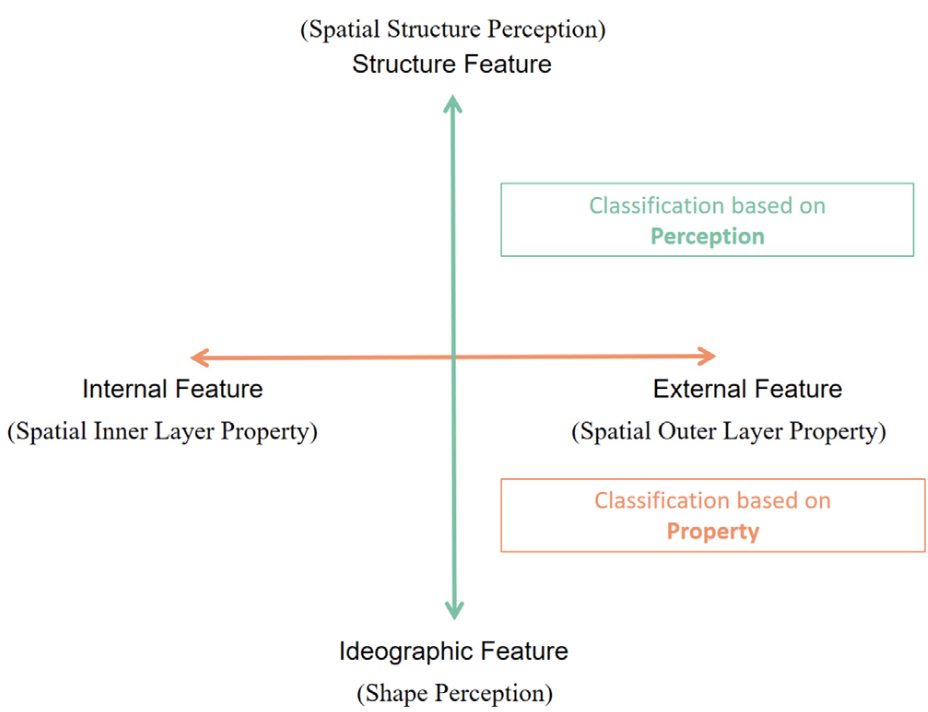 (Spatial Structure Perception)
Structure Feature
Classification based on
Perception
Internal Feature
(Spatial Inner Layer Property)
External Feature
(Spatial Outer Layer Property)
Classification based on
Property
Ideographic Feature
(Shape Perception)